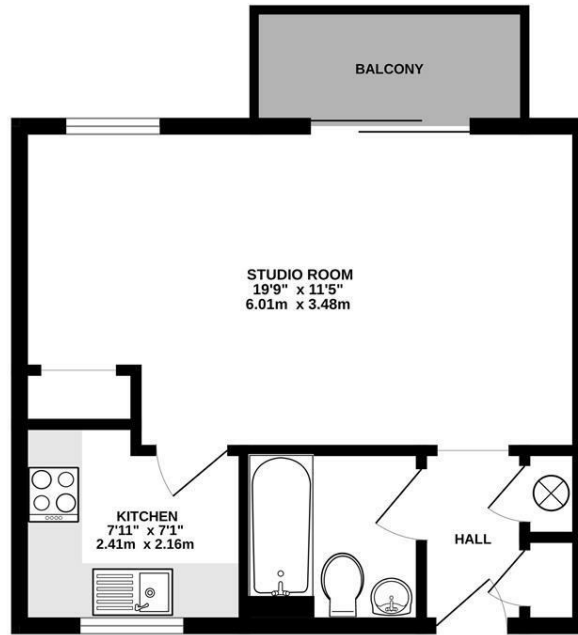 BALCONY
STUDIO ROOM
19'9" x 11'5"
6.01m x 3.48m
KITCHEN
7'11" x 7'1"
2.41m x 2.16m
HALL